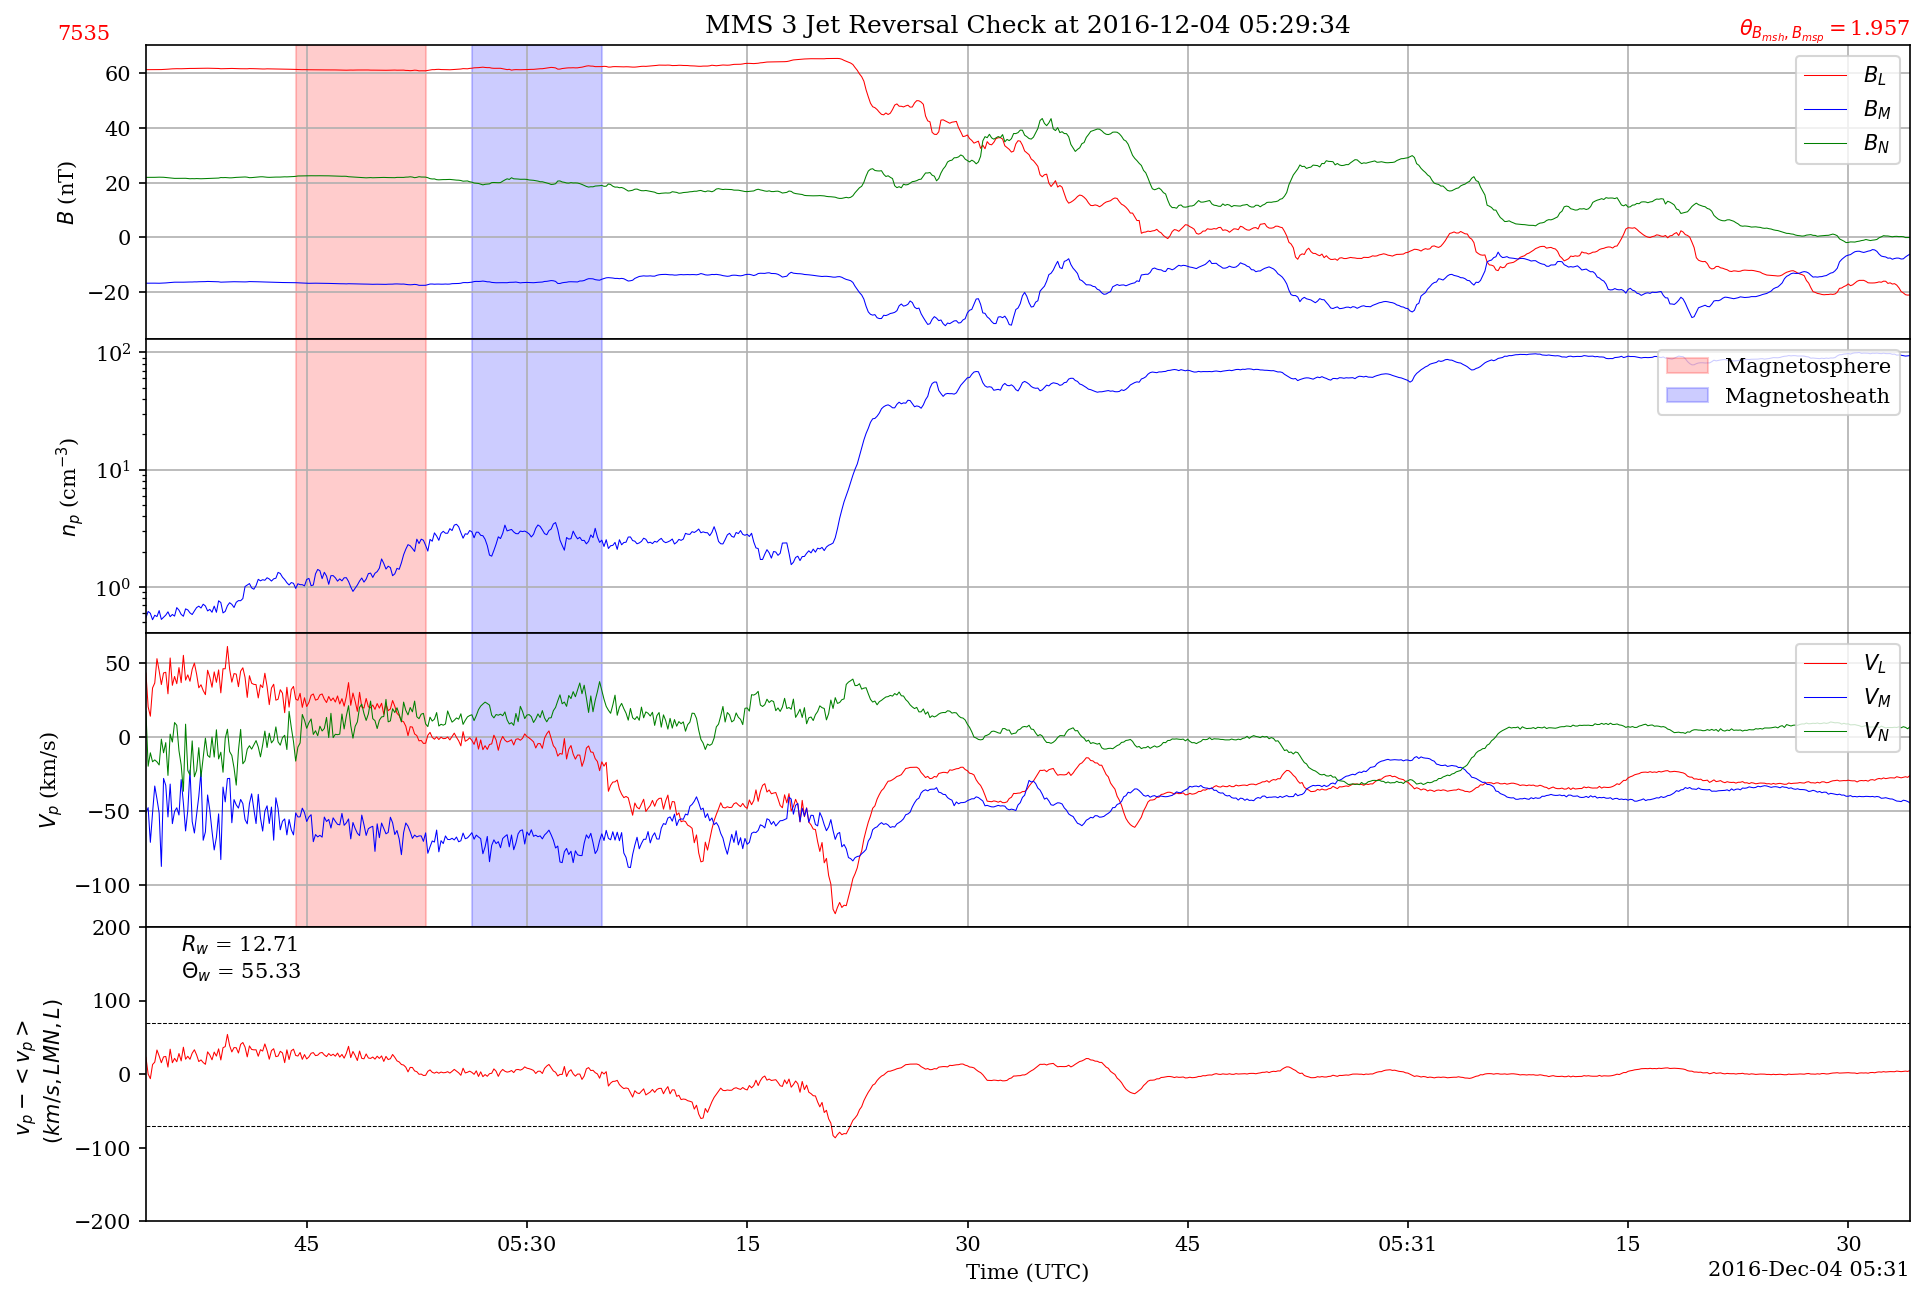 7535
MMS 3 Jet Reversal Check at 2016-12-04 05:29:34
θ_{B_{msh}, B_{msp}} = 1.957
60
40
20
0
−20
B (nT)
B_L
B_M
B_N
10^2
10^1
10^0
n_p (cm^{−3})
Magnetosphere
Magnetosheath
50
0
−50
−100
V_p (km/s)
V_L
V_M
V_N
200
100
0
−100
−200
v_p − < v_p >
(km/s, LMN, L)
R_w = 12.71
Θ_w = 55.33
45
05:30
15
30
45
05:31
15
30
Time (UTC)
2016-Dec-04 05:31